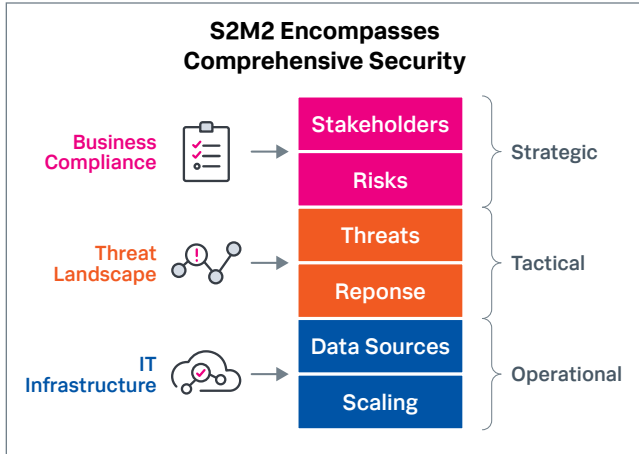 S2M2 Encompasses
Comprehensive Security
Business
Compliance
Stakeholders
Risks
Strategic
Threat
Landscape
Threats
Reponse
Tactical
IT
Infrastructure
Data Sources
Scaling
Operational